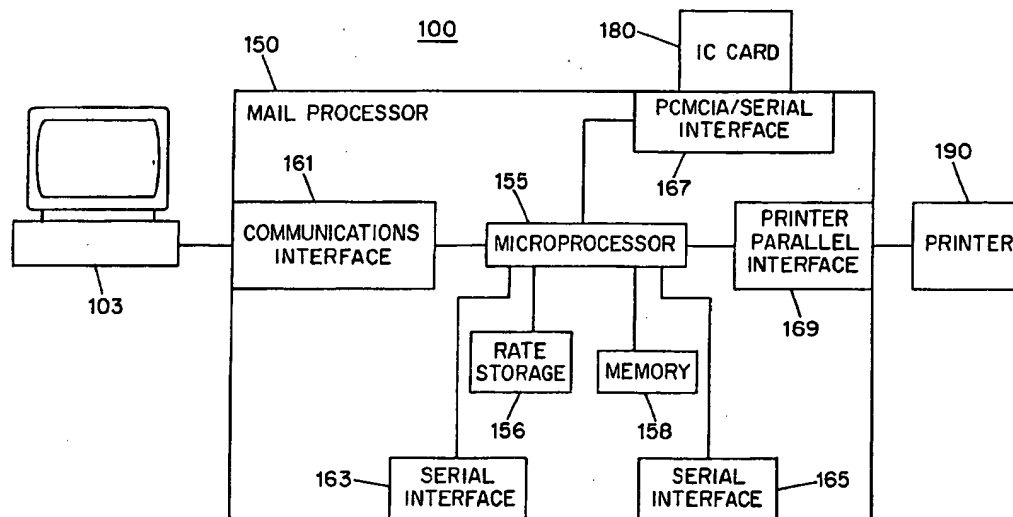 100
180
IC CARD
150
MAIL PROCESSOR
PCMCIA/SERIAL
INTERFACE
167
190
161
155
COMMUNICATIONS
INTERFACE
MICROPROCESSOR
PRINTER
PARALLEL
INTERFACE
PRINTER
103
169
RATE
STORAGE
MEMORY
156
158
163
SERIAL
INTERFACE
SERIAL
INTERFACE
165